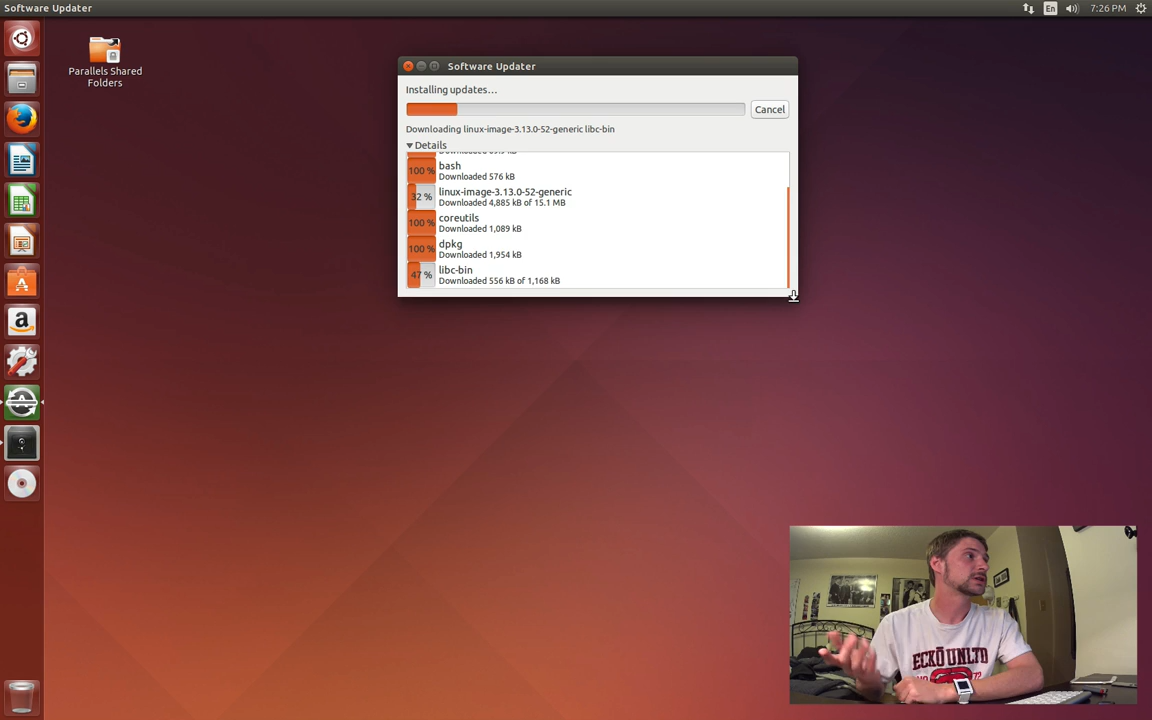 Software Updater
En
7:26 PM
Parallels Shared
Folders
Software Updater
Installing updates...
Cancel
Downloading linux-image-3.13.0-52-generic libc-bin
Details
100 %
bash
Downloaded 576 kB
32 %
linux-image-3.13.0-52-generic
Downloaded 4,885 kB of 15.1 MB
100 %
coreutils
Downloaded 1,089 kB
100 %
dpkg
Downloaded 1,954 kB
47 %
libc-bin
Downloaded 556 kB of 1,168 kB
ECKŌ UNLTD